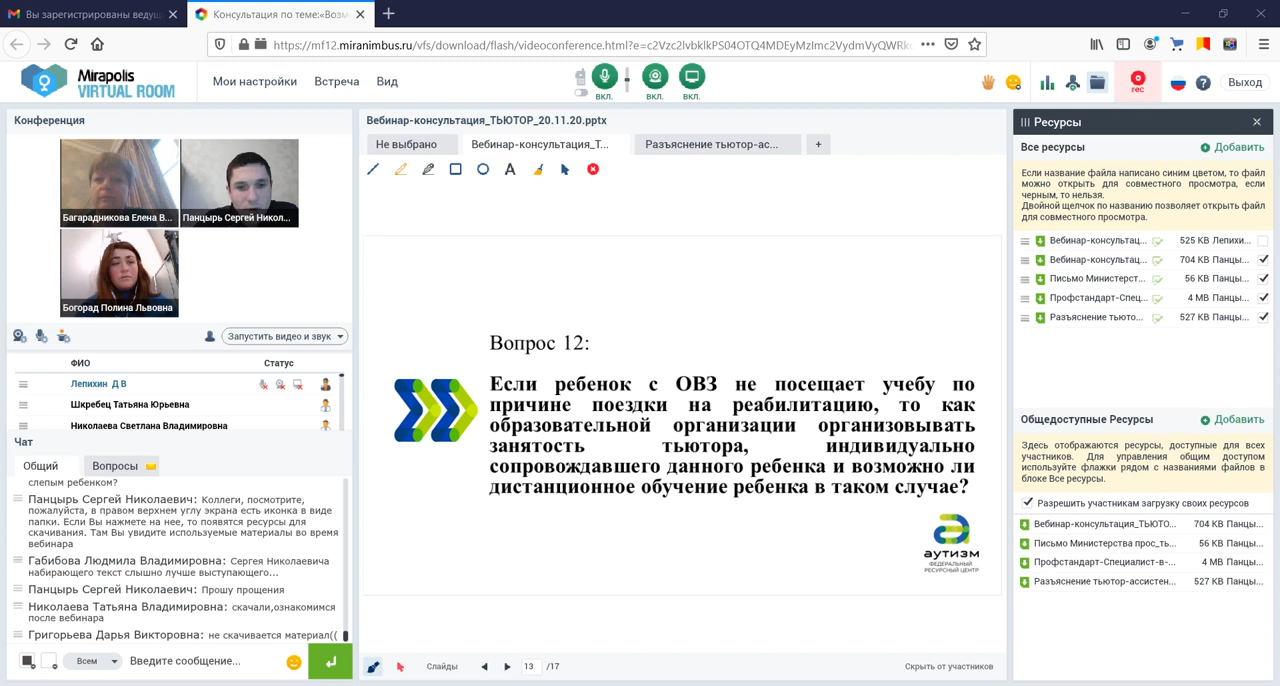 Вы зарегистрированы ведущ
Консультация по теме:«Возм
https://mf12.miranimbus.ru/vfs/download/flash/videoconference.html?e=
Mirapolis
VIRTUAL ROOM
Мои настройки
Встреча
Вид
вкл.
вкл.
вкл.
rec
Выход
Конференция
Багарадникова Елена В...
Панцырь Сергей Никол...
Богорад Полина Львовна
Запустить видео и звук
ФИО
Статус
Лепихин Д В
Шкребец Татьяна Юрьевна
Николаева Светлана Владимировна
Чат
Общий
Вопросы
слепым ребенком?
Панцырь Сергей Николаевич: Коллеги, посмотрите,
пожалуйста, в правом верхнем углу экрана есть иконка в виде
папки. Если Вы нажмете на нее, то появятся ресурсы для
скачивания. Там Вы увидите используемые материалы во время
вебинара
Габибова Людмила Владимировна: Сергея Николаевича
набирающего текст слышно лучше выступающего...
Панцырь Сергей Николаевич: Прошу прощения
Николаева Татьяна Владимировна: скачали,ознакомимся
после вебинара
Григорьева Дарья Викторовна: не скачивается материал((
Всем
Введите сообщение...
Вебинар-консультация_ТЬЮТОР_20.11.20.pptx
Не выбрано
Вебинар-консультация_Т...
Разъяснение тьютор-ас...
+
A
Вопрос 12:
Если ребенок с ОВЗ не посещает учебу по
причине поездки на реабилитацию, то как
образовательной организации организовывать
занятость тьютора, индивидуально
сопровождавшего данного ребенка и возможно ли
дистанционное обучение ребенка в таком случае?
аутизм
ФЕДЕРАЛЬНЫЙ
РЕСУРСНЫЙ ЦЕНТР
Слайды
13
/17
Скрыть от участников
Ресурсы
Все ресурсы
Добавить
Если название файла написано синим цветом, то файл
можно открыть для совместного просмотра, если
черным, то нельзя.
Двойной щелчок по названию позволяет открыть файл
для совместного просмотра.
Вебинар-консультац... 525 KB Лепихи...
Вебинар-консультац... 704 KB Панцы...
Письмо Министерст... 56 KB Панцы...
Профстандарт-Спец... 4 MB Панцы...
Разъяснение тьюто... 527 KB Панцы...
Общедоступные Ресурсы
Добавить
Здесь отображаются ресурсы, доступные для всех
участников. Для управления общим доступом
используйте флажки рядом с названиями файлов в
блоке Все ресурсы.
Разрешить участникам загрузку своих ресурсов
Вебинар-консультация_ТЬЮТО... 704 KB Панцы...
Письмо Министерства прос_ть... 56 KB Панцы...
Профстандарт-Специалист-в-... 4 MB Панцы...
Разъяснение тьютор-ассистен... 527 KB Панцы...